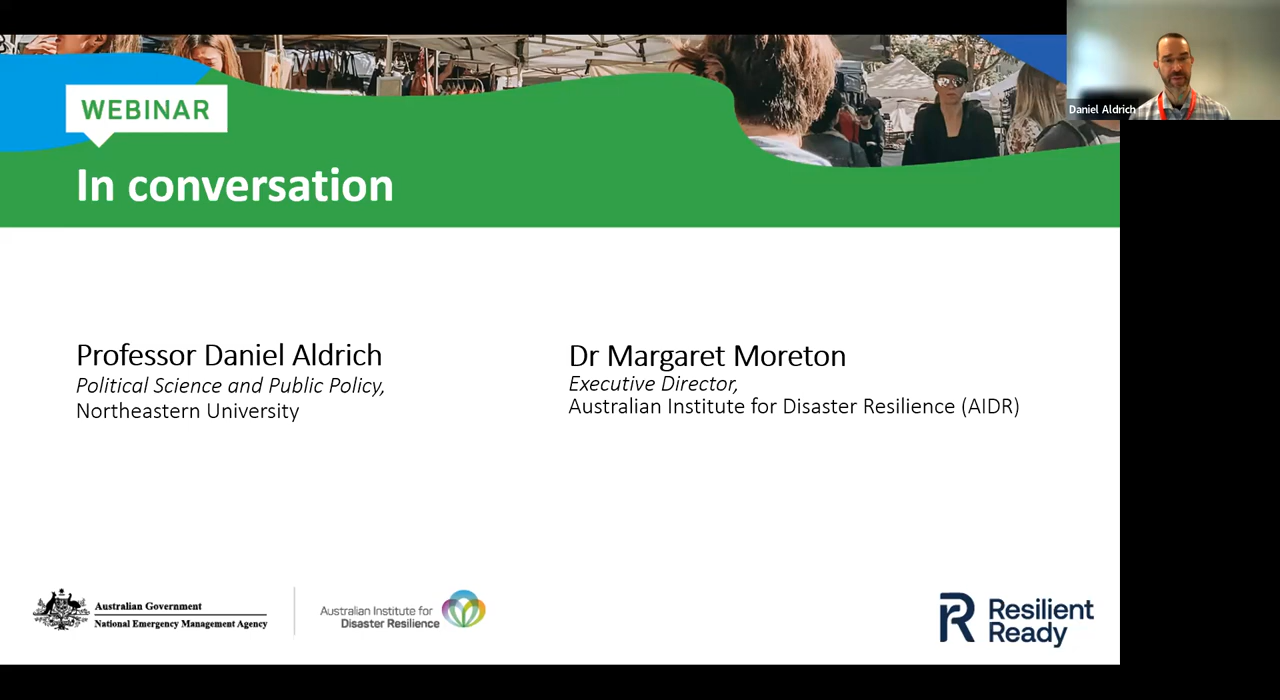 WEBINAR
Daniel Aldrich
In conversation
Professor Daniel Aldrich
Political Science and Public Policy,
Northeastern University
Dr Margaret Moreton
Executive Director,
Australian Institute for Disaster Resilience (AIDR)
Australian Government
National Emergency Management Agency
Australian Institute for
Disaster Resilience
Resilient
Ready